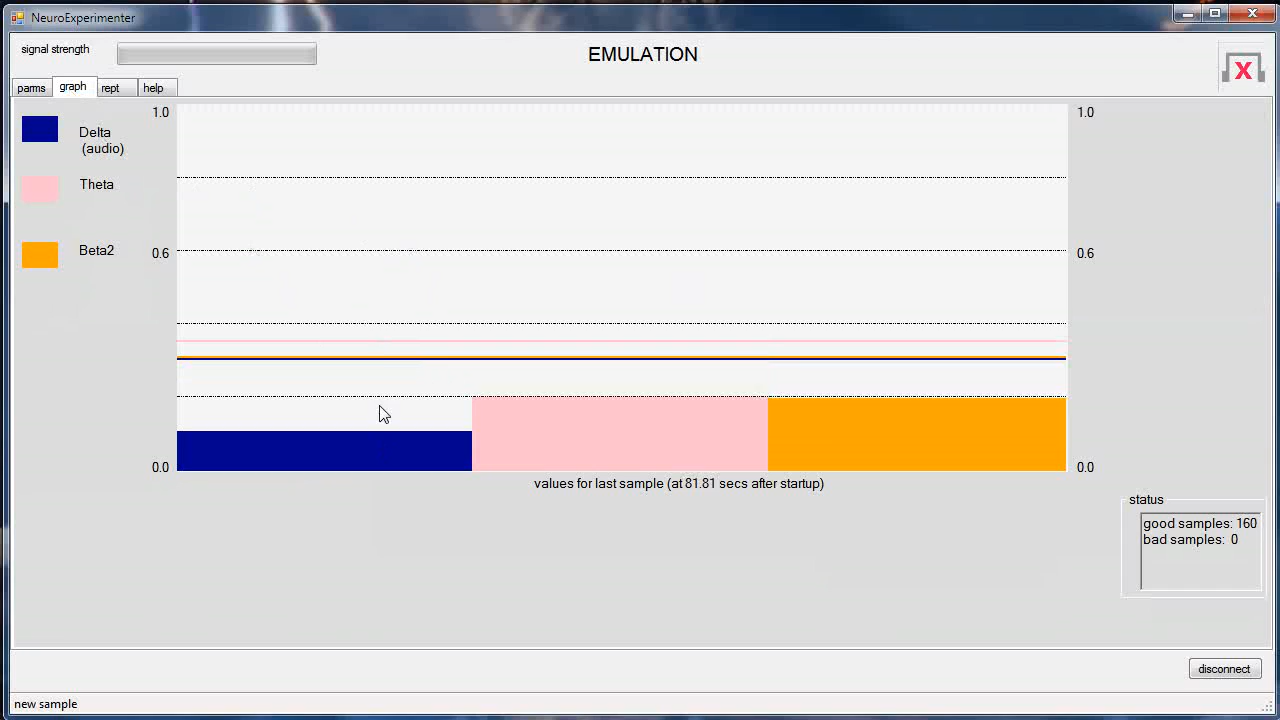 NeuroExperimenter
signal strength
EMULATION
X
parms graph rept help
Delta
(audio)
Theta
Beta2
1.0
0.6
0.0
1.0
0.6
0.0
values for last sample (at 81.81 secs after startup)
status
good samples: 160
bad samples: 0
disconnect
new sample